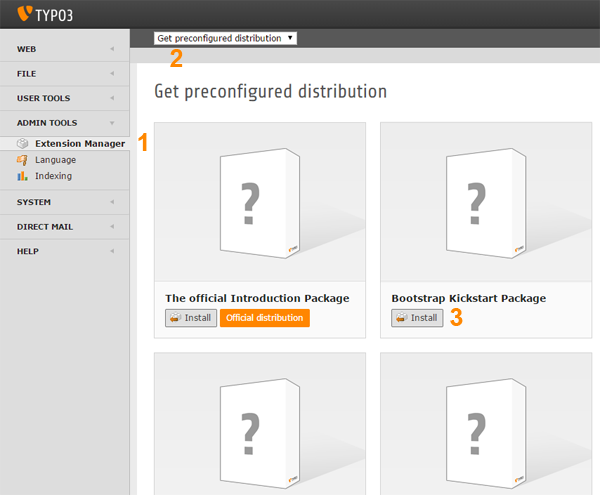 TYPO3
Get preconfigured distribution
2
WEB
FILE
USER TOOLS
ADMIN TOOLS
Extension Manager
1
Language
Indexing
SYSTEM
DIRECT MAIL
HELP
Get preconfigured distribution
?
?
The official Introduction Package
Install Official distribution
Bootstrap Kickstart Package
Install 3
?
?